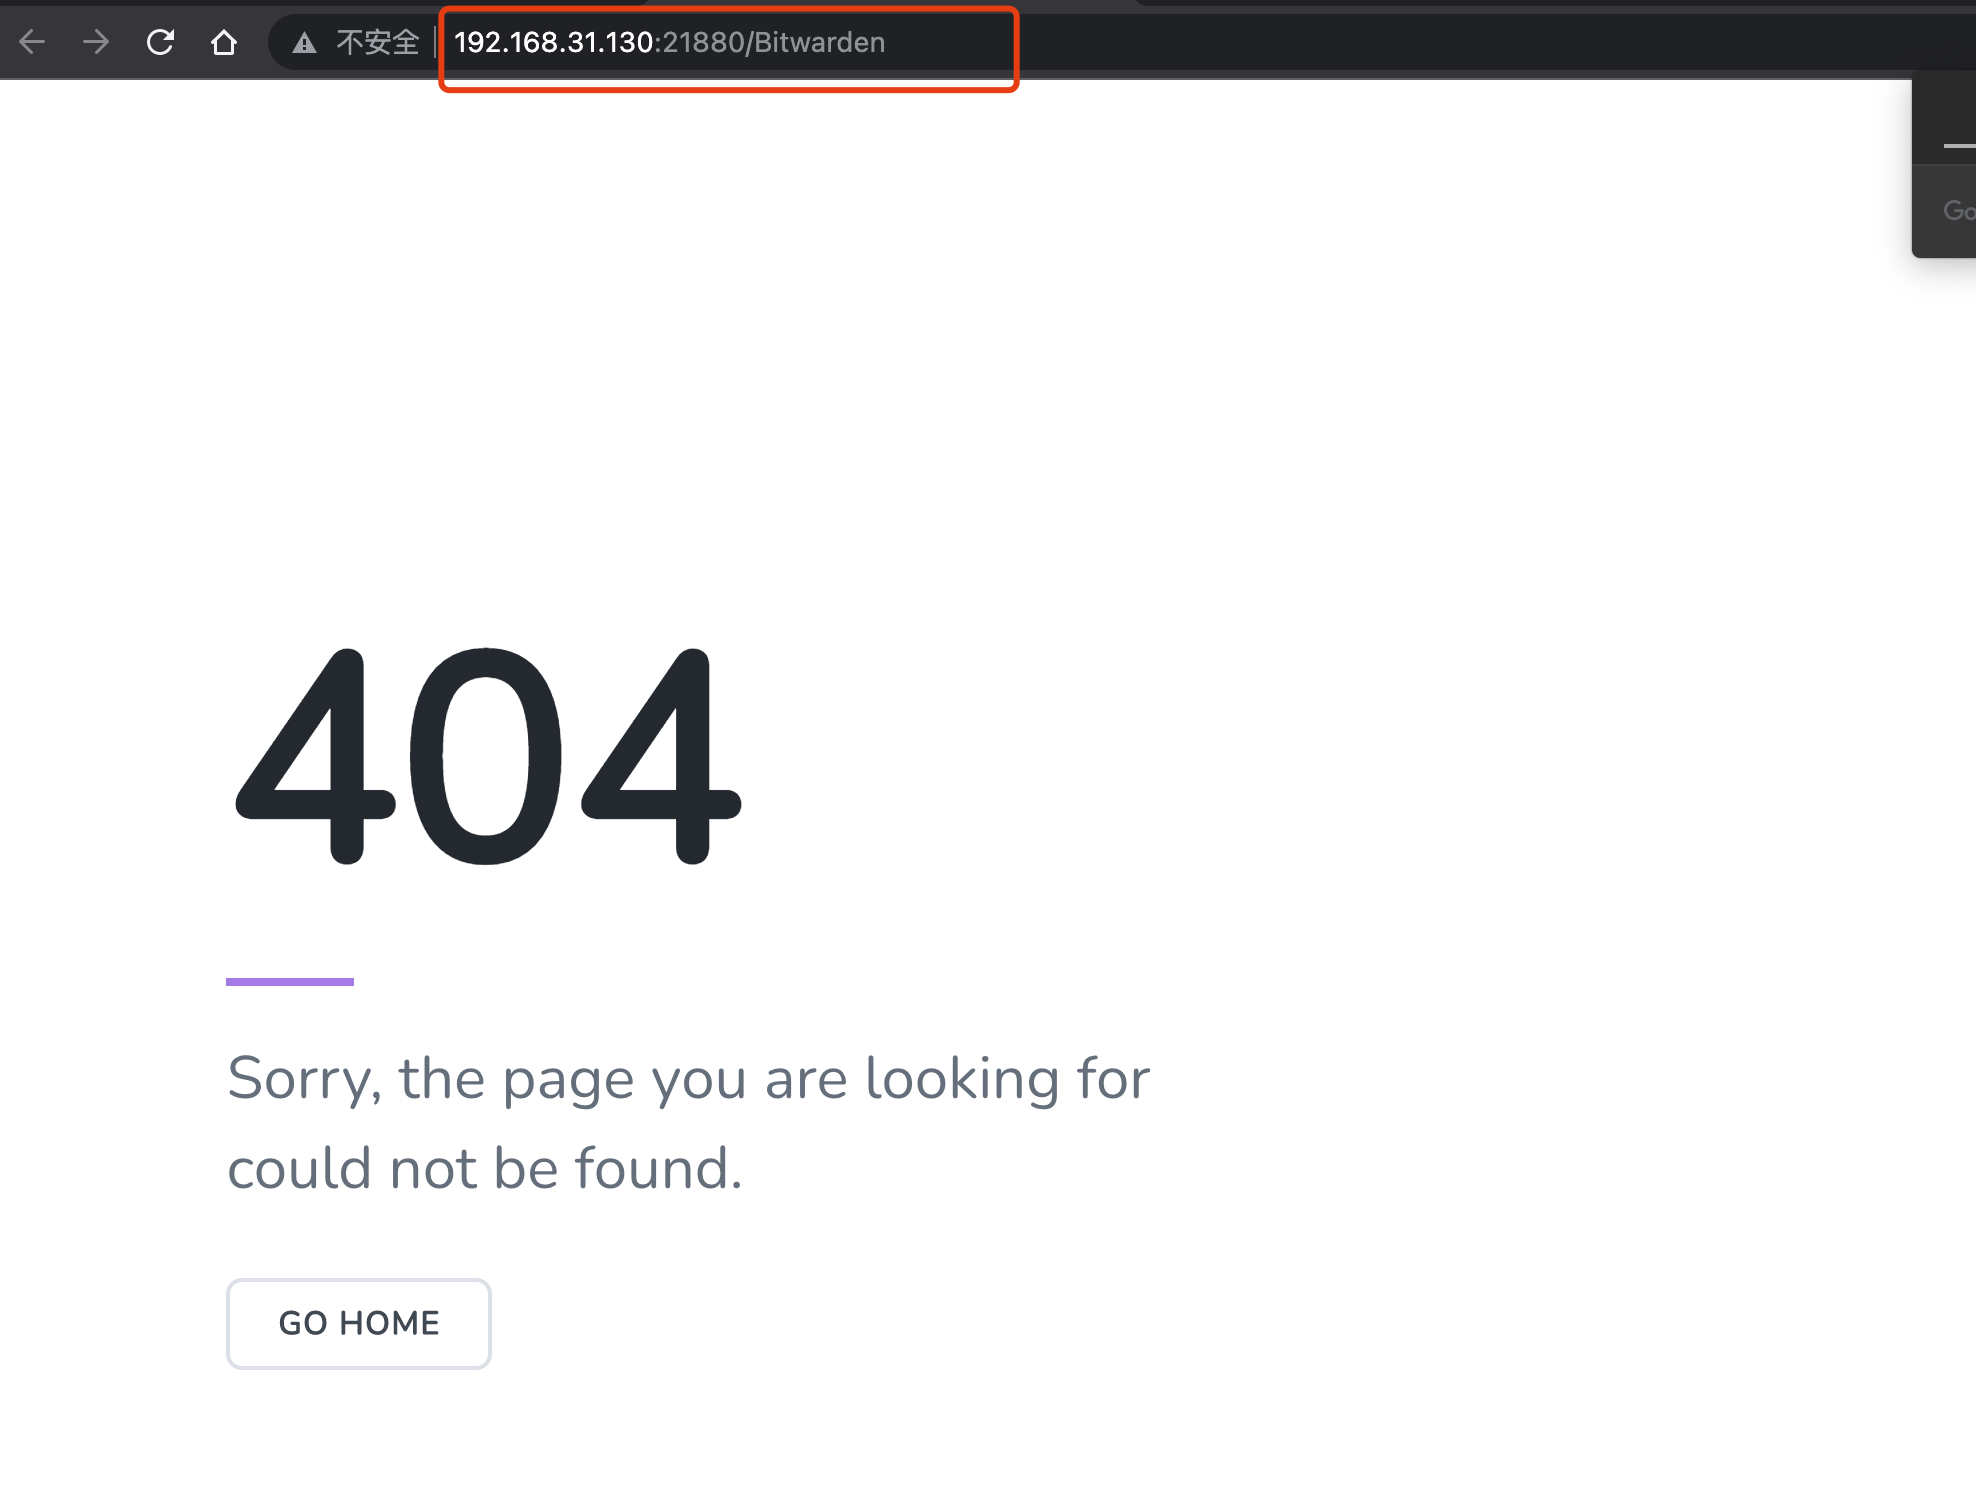 不安全 | 192.168.31.130:21880/Bitwarden
Go
404
Sorry, the page you are looking for
could not be found.
GO HOME